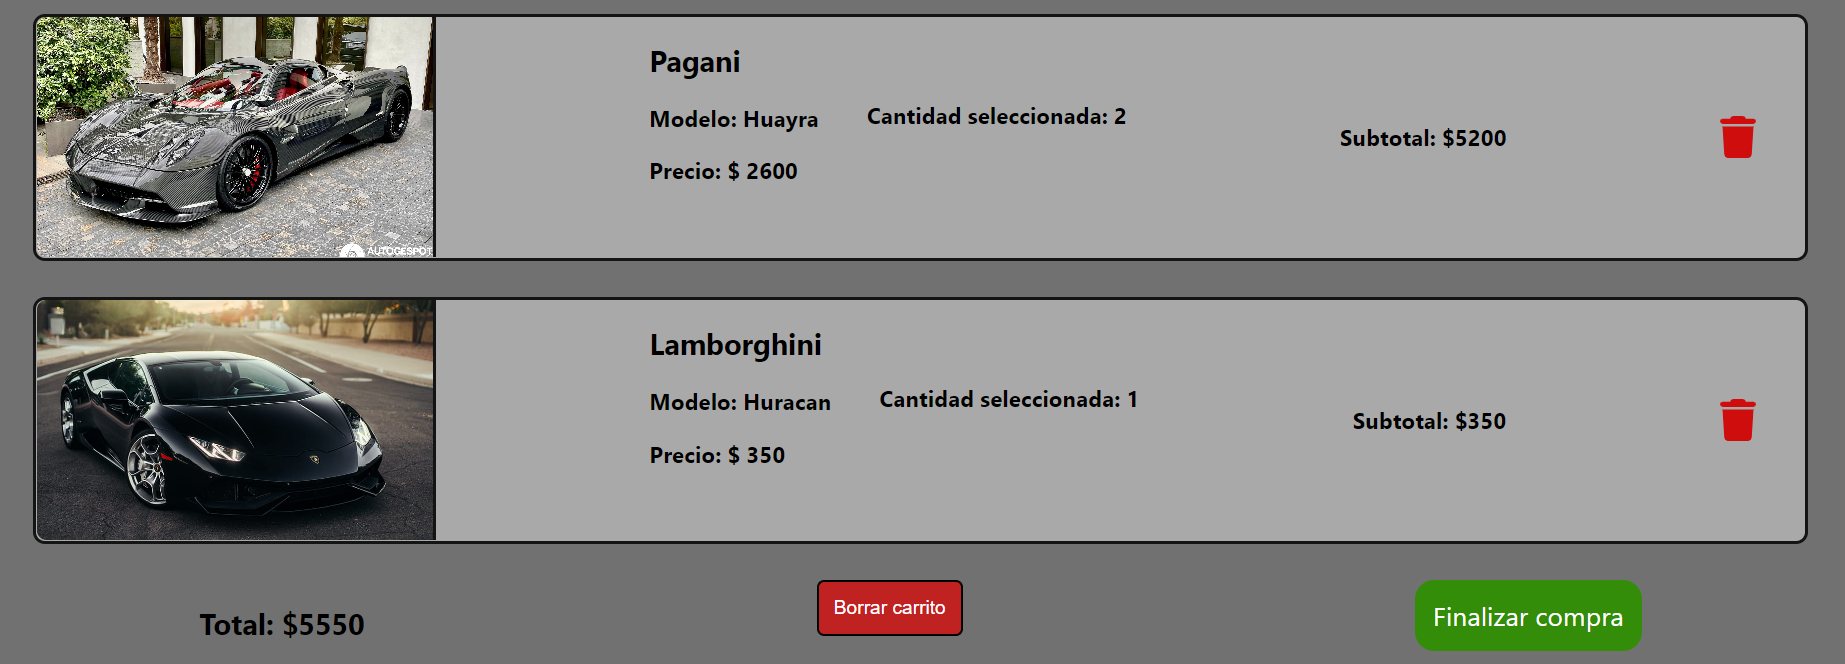 Pagani
Modelo: Huayra
Cantidad seleccionada: 2
Precio: $ 2600
Subtotal: $5200
AUTOGESPOT
Lamborghini
Modelo: Huracan
Cantidad seleccionada: 1
Precio: $ 350
Subtotal: $350
Total: $5550
Borrar carrito
Finalizar compra